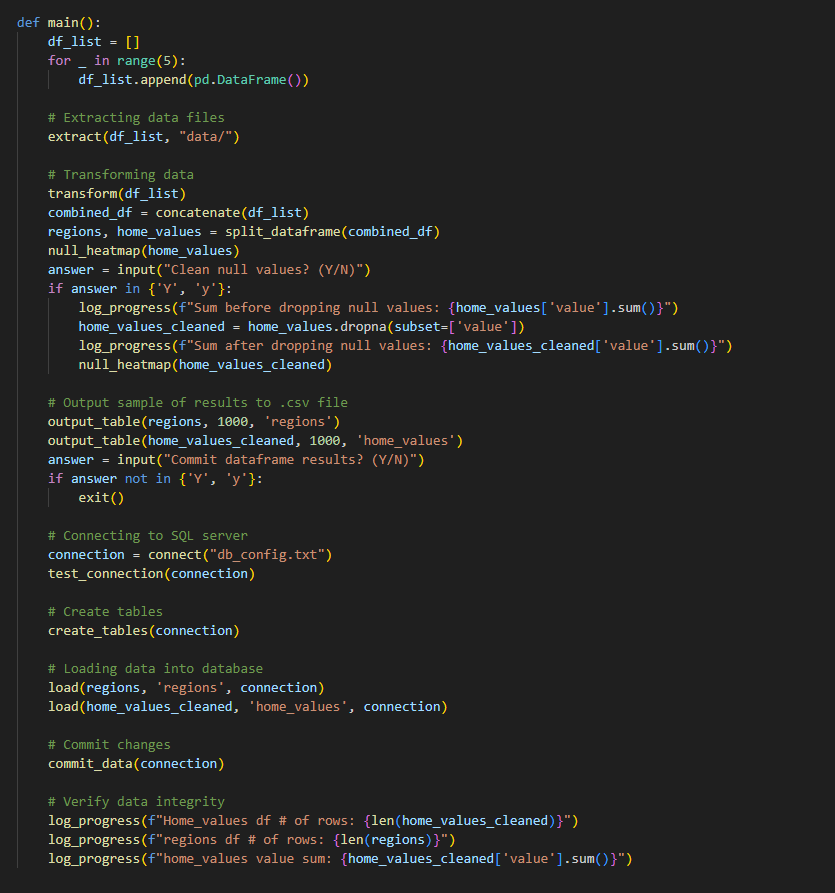 def main():
    df_list = []
    for _ in range(5):
        df_list.append(pd.DataFrame())

    # Extracting data files
    extract(df_list, "data/")

    # Transforming data
    transform(df_list)
    combined_df = concatenate(df_list)
    regions, home_values = split_dataframe(combined_df)
    null_heatmap(home_values)
    answer = input("Clean null values? (Y/N)")
    if answer in {'Y', 'y'}:
        log_progress(f"Sum before dropping null values: {home_values['value'].sum()}")
        home_values_cleaned = home_values.dropna(subset=['value'])
        log_progress(f"Sum after dropping null values: {home_values_cleaned['value'].sum()}")
        null_heatmap(home_values_cleaned)

    # Output sample of results to .csv file
    output_table(regions, 1000, 'regions')
    output_table(home_values_cleaned, 1000, 'home_values')
    answer = input("Commit dataframe results? (Y/N)")
    if answer not in {'Y', 'y'}:
        exit()

    # Connecting to SQL server
    connection = connect("db_config.txt")
    test_connection(connection)

    # Create tables
    create_tables(connection)

    # Loading data into database
    load(regions, 'regions', connection)
    load(home_values_cleaned, 'home_values', connection)

    # Commit changes
    commit_data(connection)

    # Verify data integrity
    log_progress(f"Home_values df # of rows: {len(home_values_cleaned)}")
    log_progress(f"regions df # of rows: {len(regions)}")
    log_progress(f"home_values value sum: {home_values_cleaned['value'].sum()}")